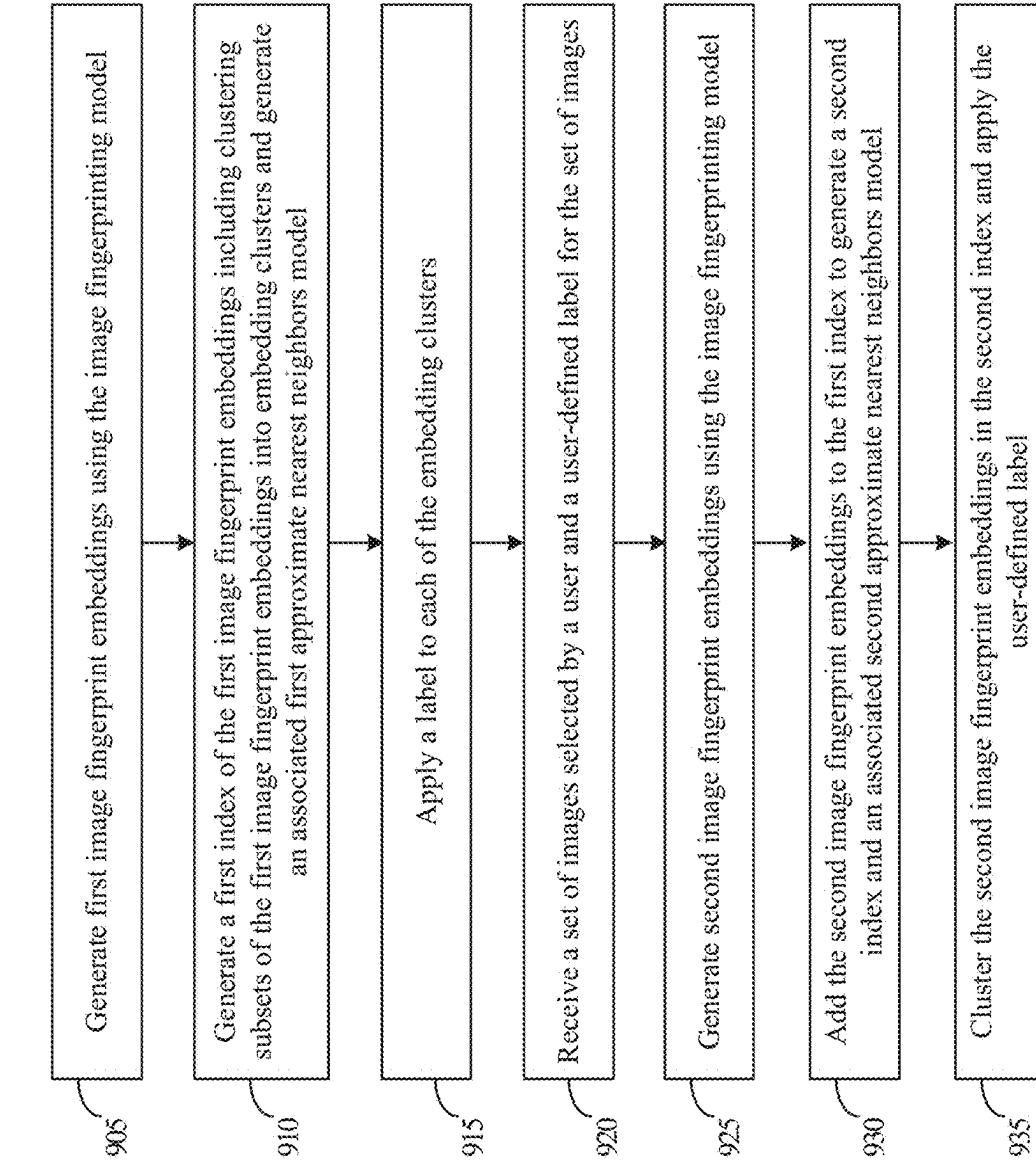 Generate first image fingerprint embeddings using the image fingerprinting model
905
Generate a first index of the first image fingerprint embeddings including clustering
subsets of the first image fingerprint embeddings into embedding clusters and generate
an associated first approximate nearest neighbors model
910
Apply a label to each of the embedding clusters
915
Receive a set of images selected by a user and a user-defined label for the set of images
920
Generate second image fingerprint embeddings using the image fingerprinting model
925
Add the second image fingerprint embeddings to the first index to generate a second
index and an associated second approximate nearest neighbors model
930
Cluster the second image fingerprint embeddings in the second index and apply the
user-defined label
935